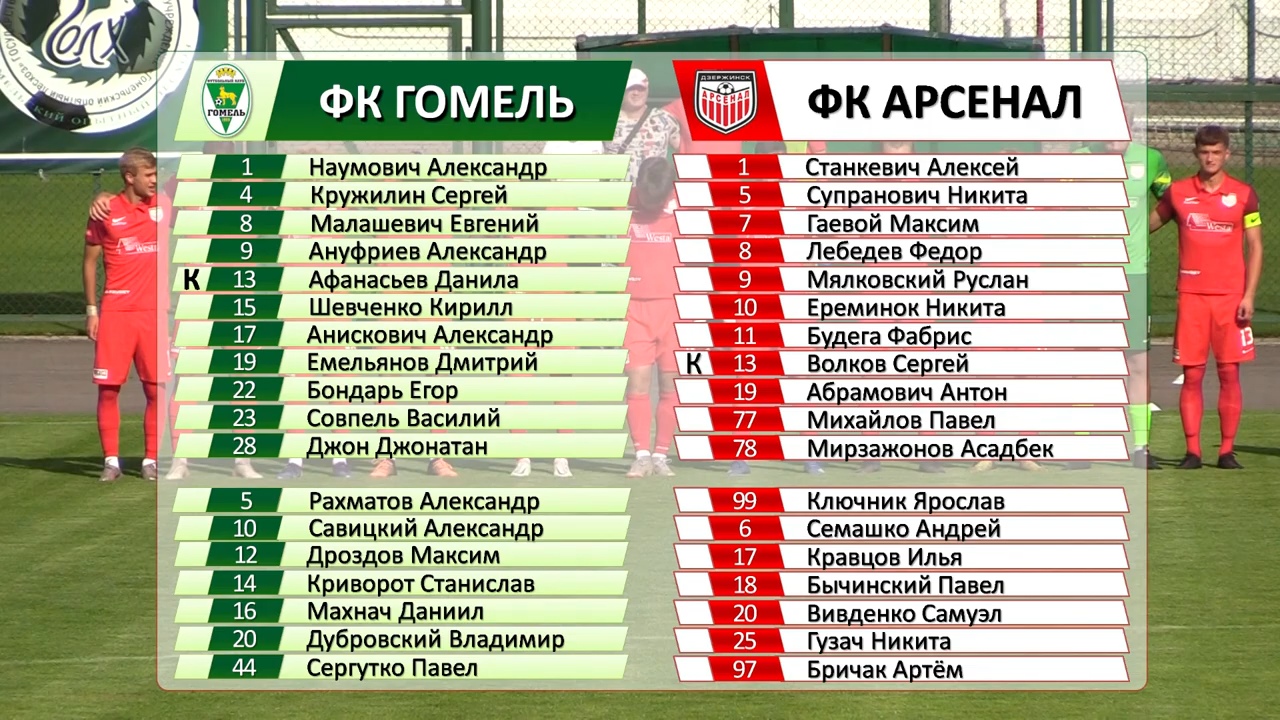 ФК ГОМЕЛЬ
1 Наумович Александр
4 Кружилин Сергей
8 Малашевич Евгений
9 Ануфриев Александр
К 13 Афанасьев Данила
15 Шевченко Кирилл
17 Анискович Александр
19 Емельянов Дмитрий
22 Бондарь Егор
23 Совпель Василий
28 Джон Джонатан
5 Рахматов Александр
10 Савицкий Александр
12 Дроздов Максим
14 Криворот Станислав
16 Махнач Даниил
20 Дубровский Владимир
44 Сергутко Павел
ДЗЕРЖИНСК
АРСЕНАЛ
ФК АРСЕНАЛ
1 Станкевич Алексей
5 Супранович Никита
7 Гаевой Максим
8 Лебедев Федор
9 Мялковский Руслан
10 Ереминок Никита
11 Будега Фабрис
К 13 Волков Сергей
19 Абрамович Антон
77 Михайлов Павел
78 Мирзажонов Асадбек
99 Ключник Ярослав
6 Семашко Андрей
17 Кравцов Илья
18 Бычинский Павел
20 Вивденко Самуэл
25 Гузач Никита
97 Бричак Артём
ГОМЕЛЬ
Westa
Westa
Westa
13